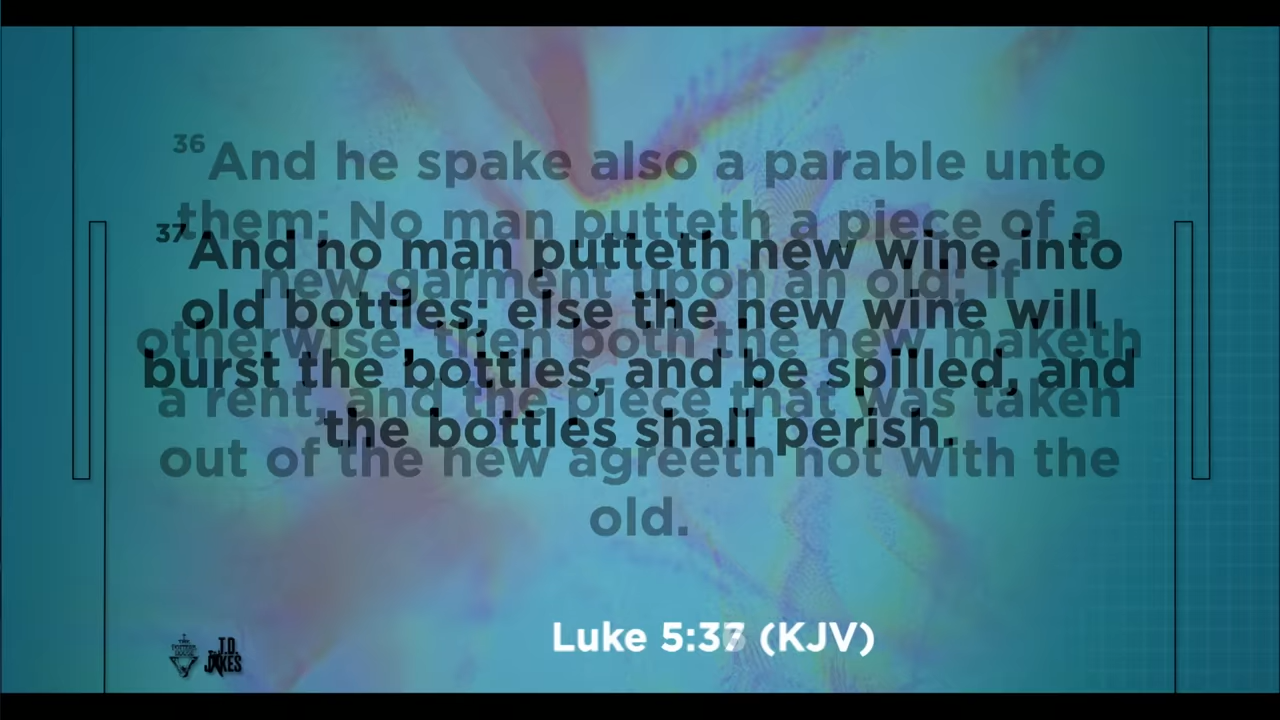 36 And he spake also a parable unto
them; No man putteth a piece of a
new garment upon an old; if
otherwise, then both the new maketh
a rent, and the piece that was taken
out of the new agreeth not with the
old.
37 And no man putteth new wine into
old bottles; else the new wine will
burst the bottles, and be spilled, and
the bottles shall perish.
Luke 5:37 (KJV)
T.D.
JAKES